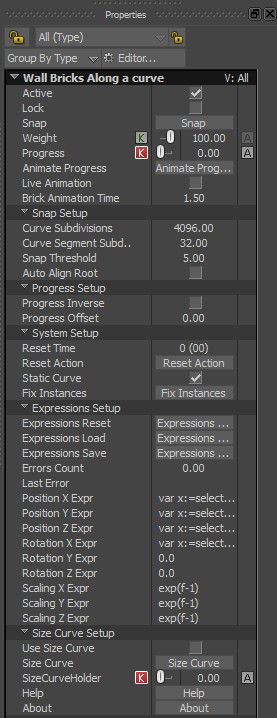 Properties
All (Type)
Group By Type Editor...
Wall Bricks Along a curve V: All
Active
Lock
Snap Snap
Weight K 100.00 A
Progress K 0.00 A
Animate Progress Animate Prog...
Live Animation
Brick Animation Time 1.50
Snap Setup
Curve Subdivisions 4096.00
Curve Segment Subd.. 32.00
Snap Threshold 5.00
Auto Align Root
Progress Setup
Progress Inverse
Progress Offset 0.00
System Setup
Reset Time 0 (00)
Reset Action Reset Action
Static Curve
Fix Instances Fix Instances
Expressions Setup
Expressions Reset Expressions ...
Expressions Load Expressions ...
Expressions Save Expressions ...
Errors Count 0.00
Last Error
Position X Expr var x:=select...
Position Y Expr var x:=select...
Position Z Expr var x:=select...
Rotation X Expr var x:=select...
Rotation Y Expr 0.0
Rotation Z Expr 0.0
Scaling X Expr exp(f-1)
Scaling Y Expr exp(f-1)
Scaling Z Expr exp(f-1)
Size Curve Setup
Use Size Curve
Size Curve Size Curve
SizeCurveHolder K 0.00 A
Help Help
About About